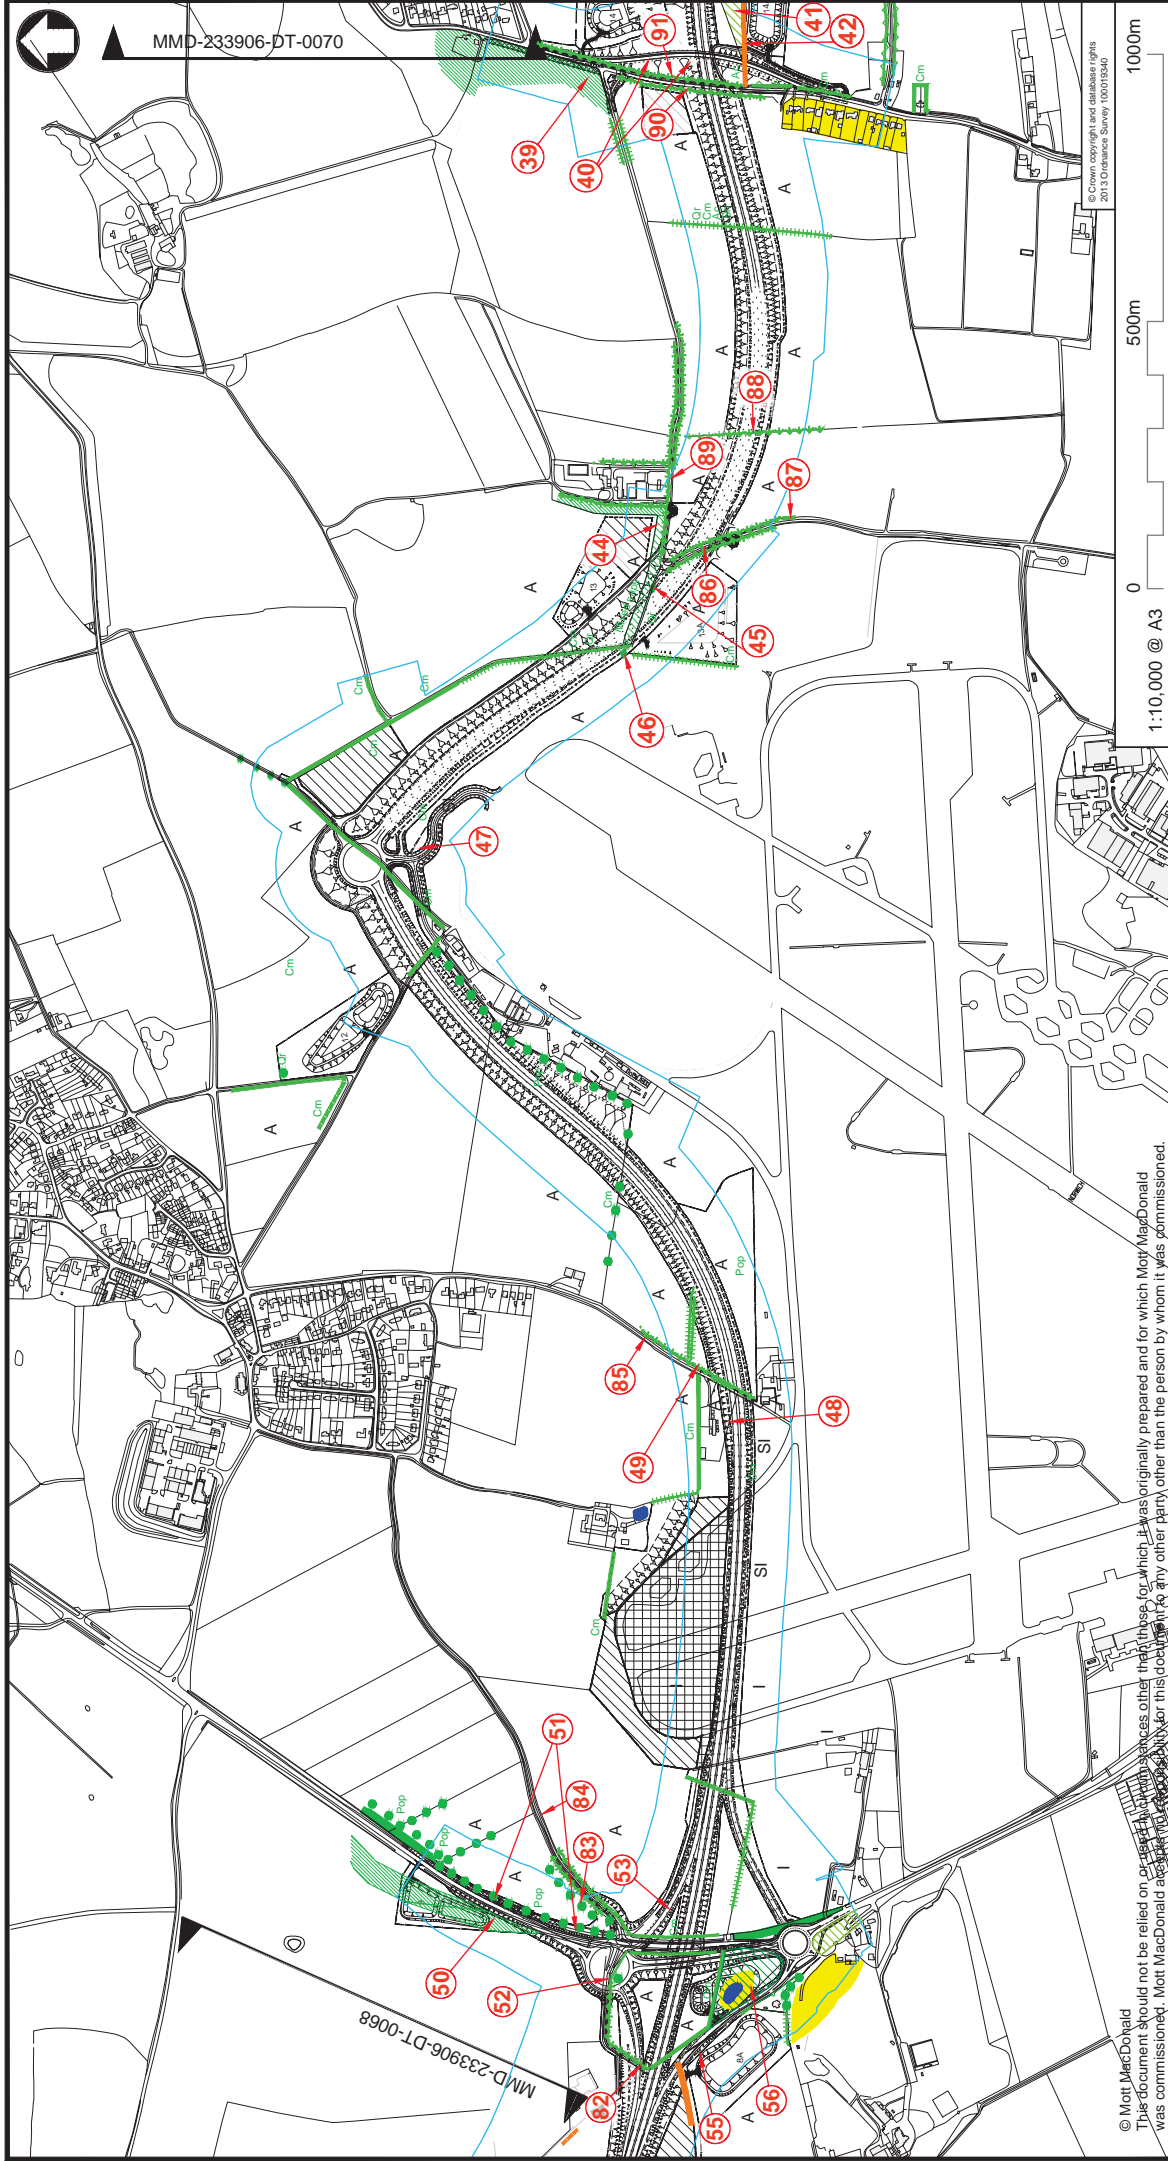 MMD-233906-DT-0070
41
91
42
39
40
90
© Crown copyright and database rights
2013 Ordnance Survey 100019340
1000m
500m
0
1:10,000 @ A3
88
89
87
44
86
45
46
47
13
12
Qr
Cm
A
Pop
SI
I
85
49
48
51
84
83
53
50
52
82
55
56
8A
MMD-233906-DT-0068
© Mott MacDonald
This document should not be relied on or used in circumstances other than those for which it was originally prepared and for which Mott MacDonald
was commissioned. Mott MacDonald accepts no responsibility for this document to any other party other than the person by whom it was commissioned.